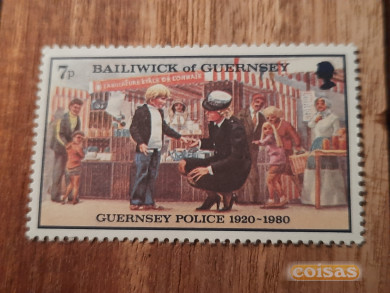 BAILIWICK of GUERNSEY
7p
GUERNSEY POLICE 1920-1980
coisas